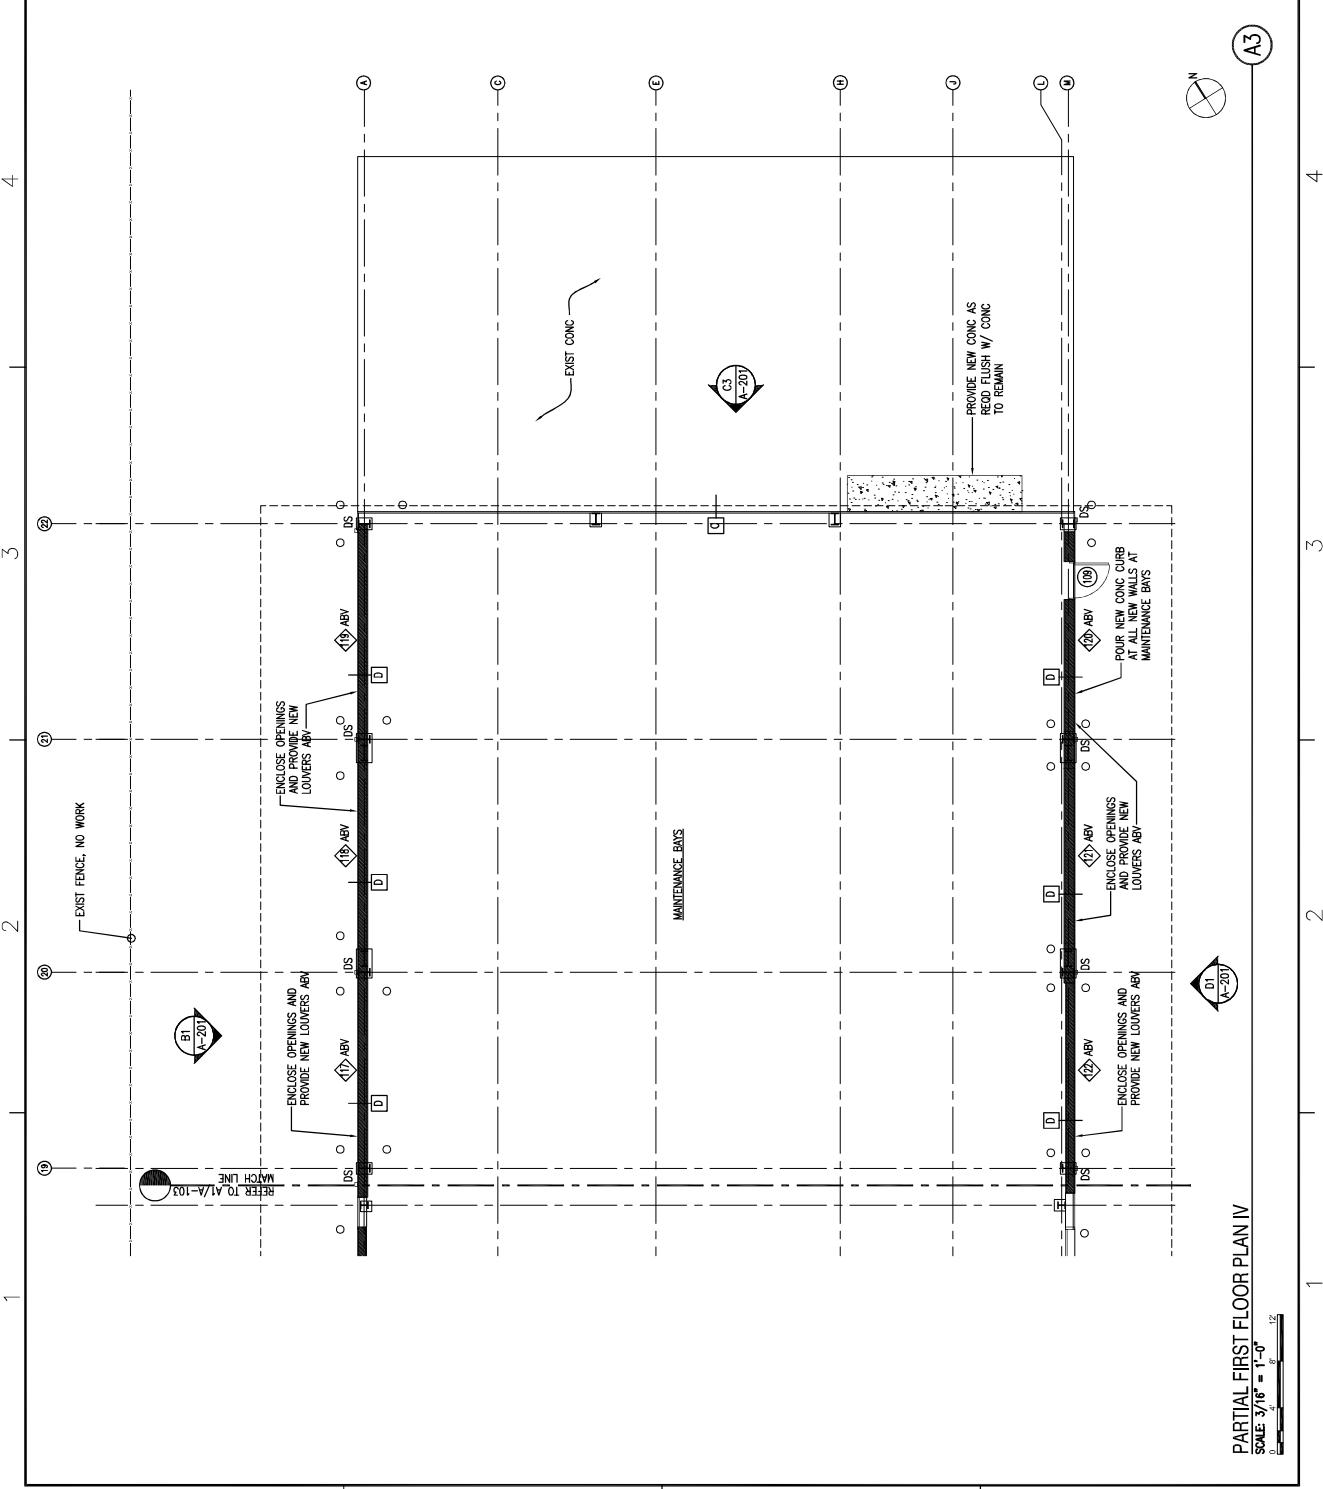 PARTIAL FIRST FLOOR PLAN IV
SCALE: 3/16" = 1'-0"
0 4' 8' 12'
A3
N
1
2
3
4
1
2
3
4
A
C
E
H
J
L
M
19
20
21
22
EXIST FENCE, NO WORK
B1
A-201
MATCH LINE
REFER TO A1/A-103
ENCLOSE OPENINGS AND
PROVIDE NEW LOUVERS ABV
ENCLOSE OPENINGS
AND PROVIDE NEW
LOUVERS ABV
117 ABV
118 ABV
119 ABV
DS
DS
DS
DS
D
D
D
MAINTENANCE BAYS
EXIST CONC
C3
A-201
C
PROVIDE NEW CONC AS
REQD FLUSH W/ CONC
TO REMAIN
D
D
D
DS
DS
DS
DS
122 ABV
121 ABV
120 ABV
109
ENCLOSE OPENINGS AND
PROVIDE NEW LOUVERS ABV
ENCLOSE OPENINGS
AND PROVIDE NEW
LOUVERS ABV
POUR NEW CONC CURB
AT ALL NEW WALLS AT
MAINTENANCE BAYS
D1
A-201